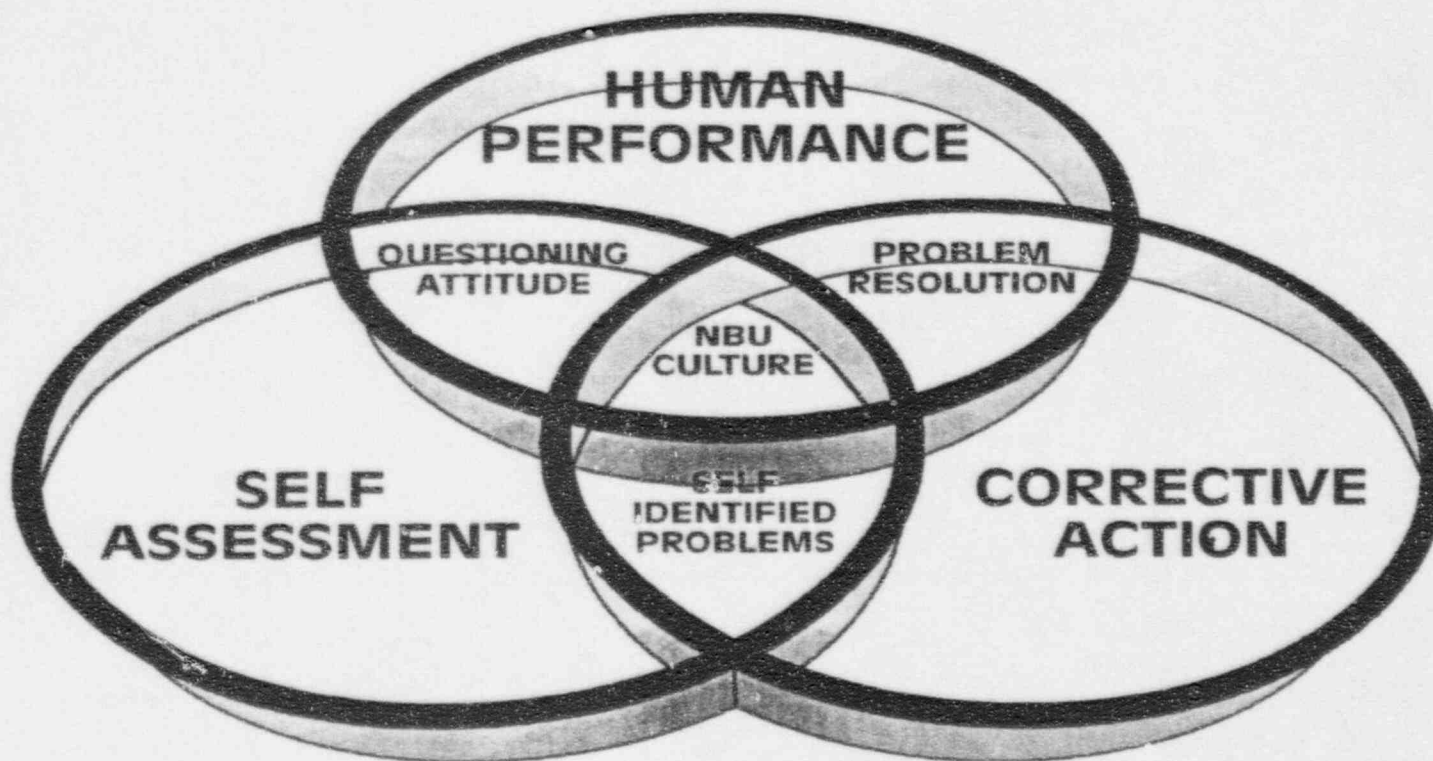 HUMAN
PERFORMANCE
QUESTIONING
ATTITUDE
PROBLEM
RESOLUTION
NBU
CULTURE
SELF
ASSESSMENT
SELF
IDENTIFIED
PROBLEMS
CORRECTIVE
ACTION